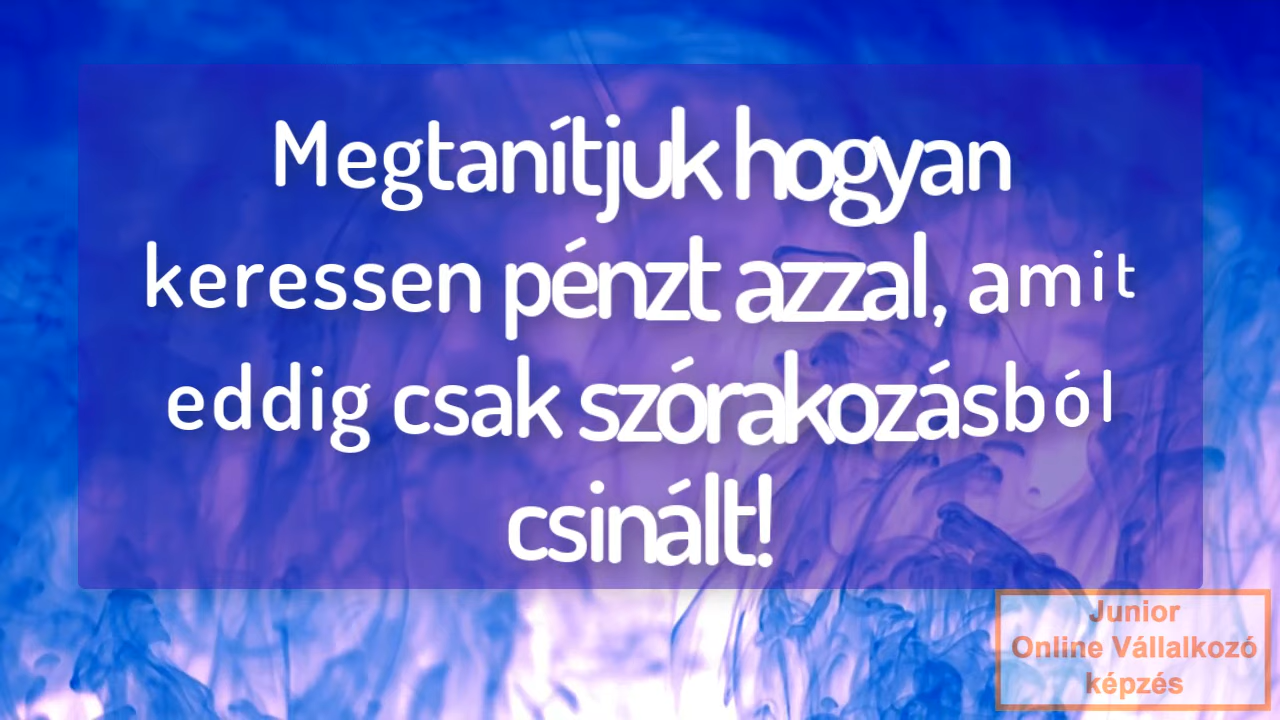 Megtanítjuk hogyan
keressen pénzt azzal, amit
eddig csak szórakozásból
csinált!
Junior
Online Vállalkozó
képzés